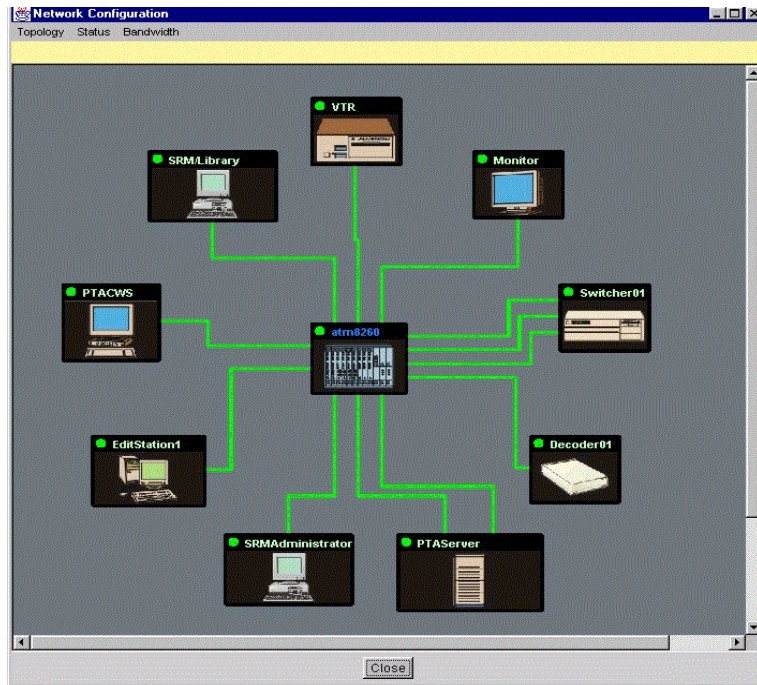 Network Configuration
Topology Status Bandwidth
VTR
SRM/Library
Monitor
PTACWS
Switcher01
atm8260
EditStation1
Decoder01
SRMAdministrator
PTAServer
Close